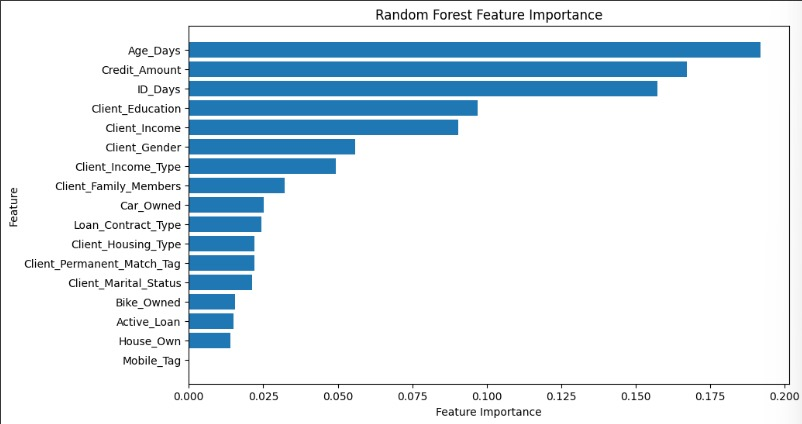 Random Forest Feature Importance
Feature
Age_Days
Credit_Amount
ID_Days
Client_Education
Client_Income
Client_Gender
Client_Income_Type
Client_Family_Members
Car_Owned
Loan_Contract_Type
Client_Housing_Type
Client_Permanent_Match_Tag
Client_Marital_Status
Bike_Owned
Active_Loan
House_Own
Mobile_Tag
0.000 0.025 0.050 0.075 0.100 0.125 0.150 0.175 0.200
Feature Importance